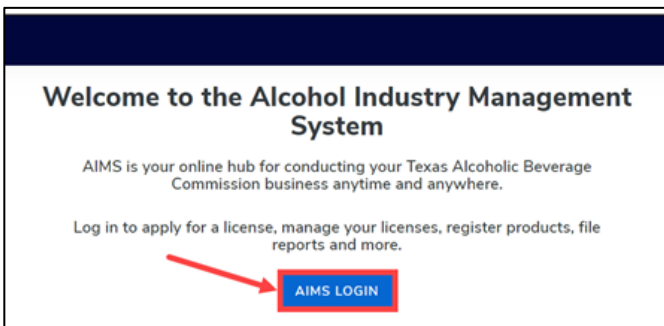 Welcome to the Alcohol Industry Management
System
AIMS is your online hub for conducting your Texas Alcoholic Beverage
Commission business anytime and anywhere.
Log in to apply for a license, manage your licenses, register products, file
reports and more.
AIMS LOGIN